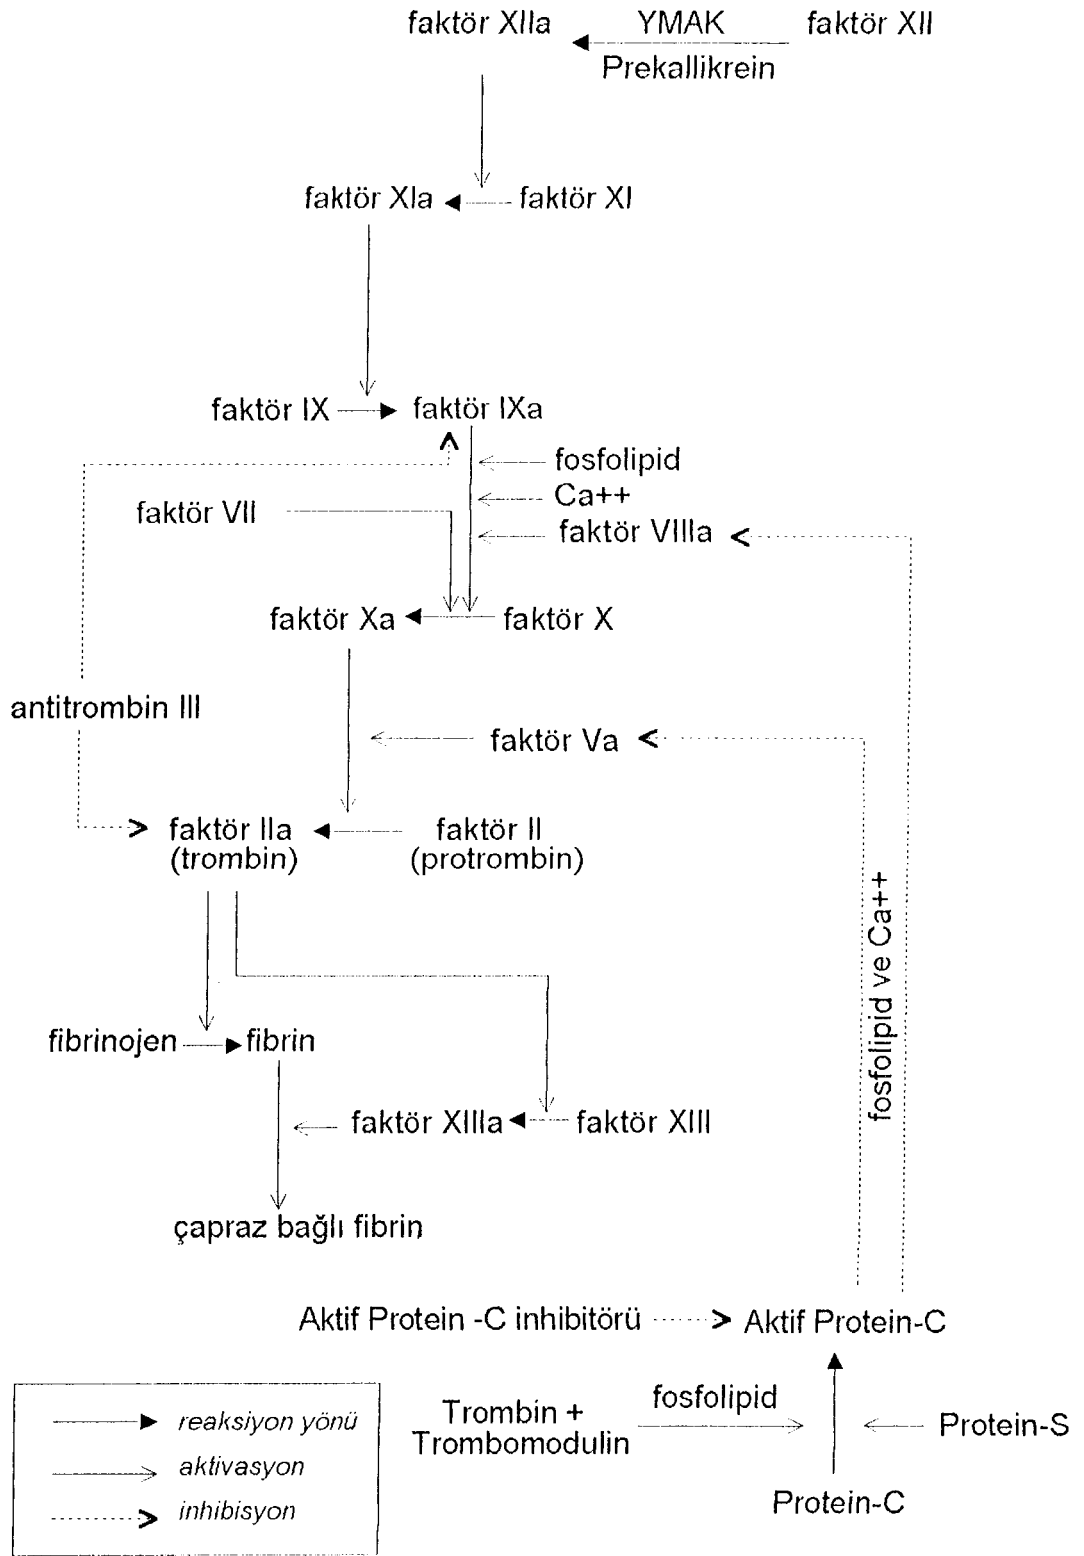 faktör XIIa YMAK faktör XII
Prekallikrein
faktör XIa faktör XI
faktör IX faktör IXa
fosfolipid
Ca++
faktör VII
faktör VIIIa
faktör Xa faktör X
antitrombin III
faktör Va
faktör IIa faktör II
(trombin) (protrombin)
fosfolipid ve Ca++
fibrinojen fibrin
faktör XIIIa faktör XIII
çapraz bağlı fibrin
Aktif Protein -C inhibitörü Aktif Protein-C
reaksiyon yönü
aktivasyon
inhibisyon
fosfolipid
Trombin +
Trombomodulin
Protein-S
Protein-C